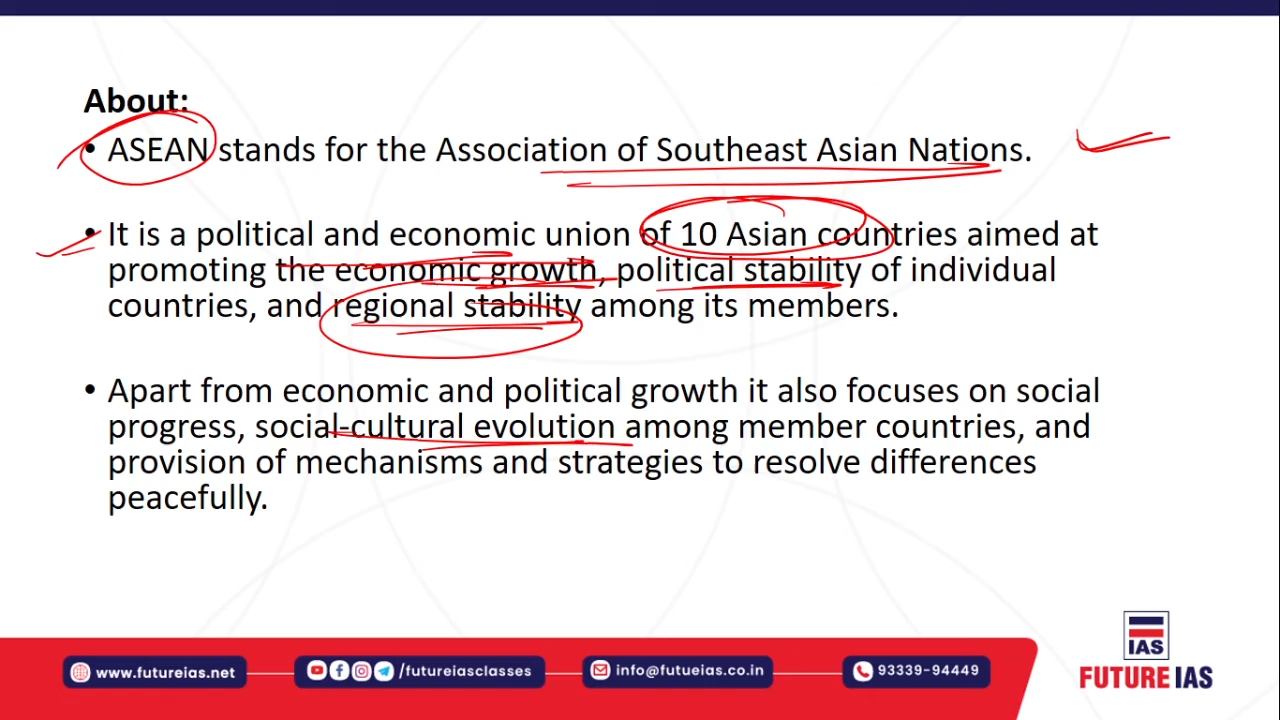 About:
• ASEAN stands for the Association of Southeast Asian Nations.
• It is a political and economic union of 10 Asian countries aimed at
promoting the economic growth, political stability of individual
countries, and regional stability among its members.
• Apart from economic and political growth it also focuses on social
progress, social-cultural evolution among member countries, and
provision of mechanisms and strategies to resolve differences
peacefully.
IAS
www.futureias.net
/futureiasclasses
info@futueias.co.in
93339-94449
FUTURE IAS